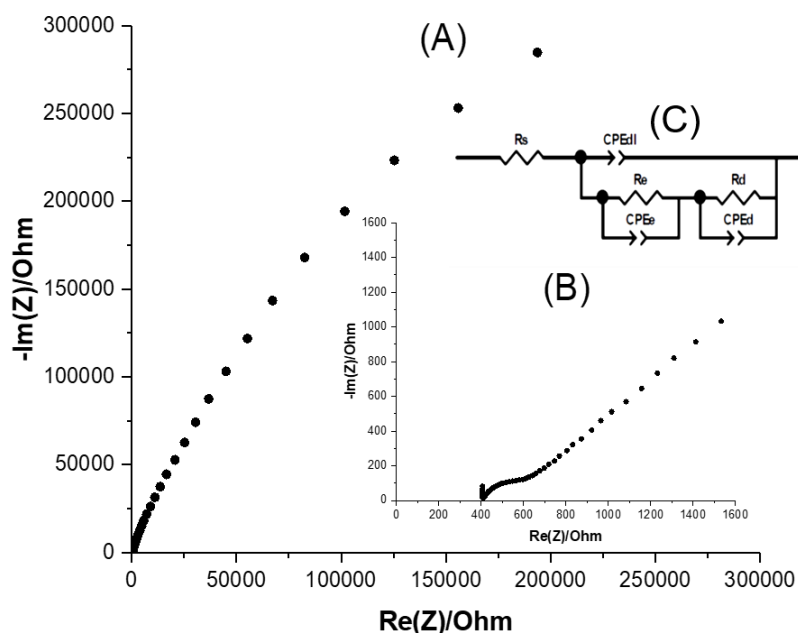 (A)
300000
250000
200000
150000
100000
50000
0
-Im(Z)/Ohm
0 50000 100000 150000 200000 250000 300000
Re(Z)/Ohm
(C)
Rs CPEdl
Re Rd
CPEe CPEd
(B)
1600
1400
1200
1000
800
600
400
200
0
-Im(Z)/Ohm
0 200 400 600 800 1000 1200 1400 1600
Re(Z)/Ohm